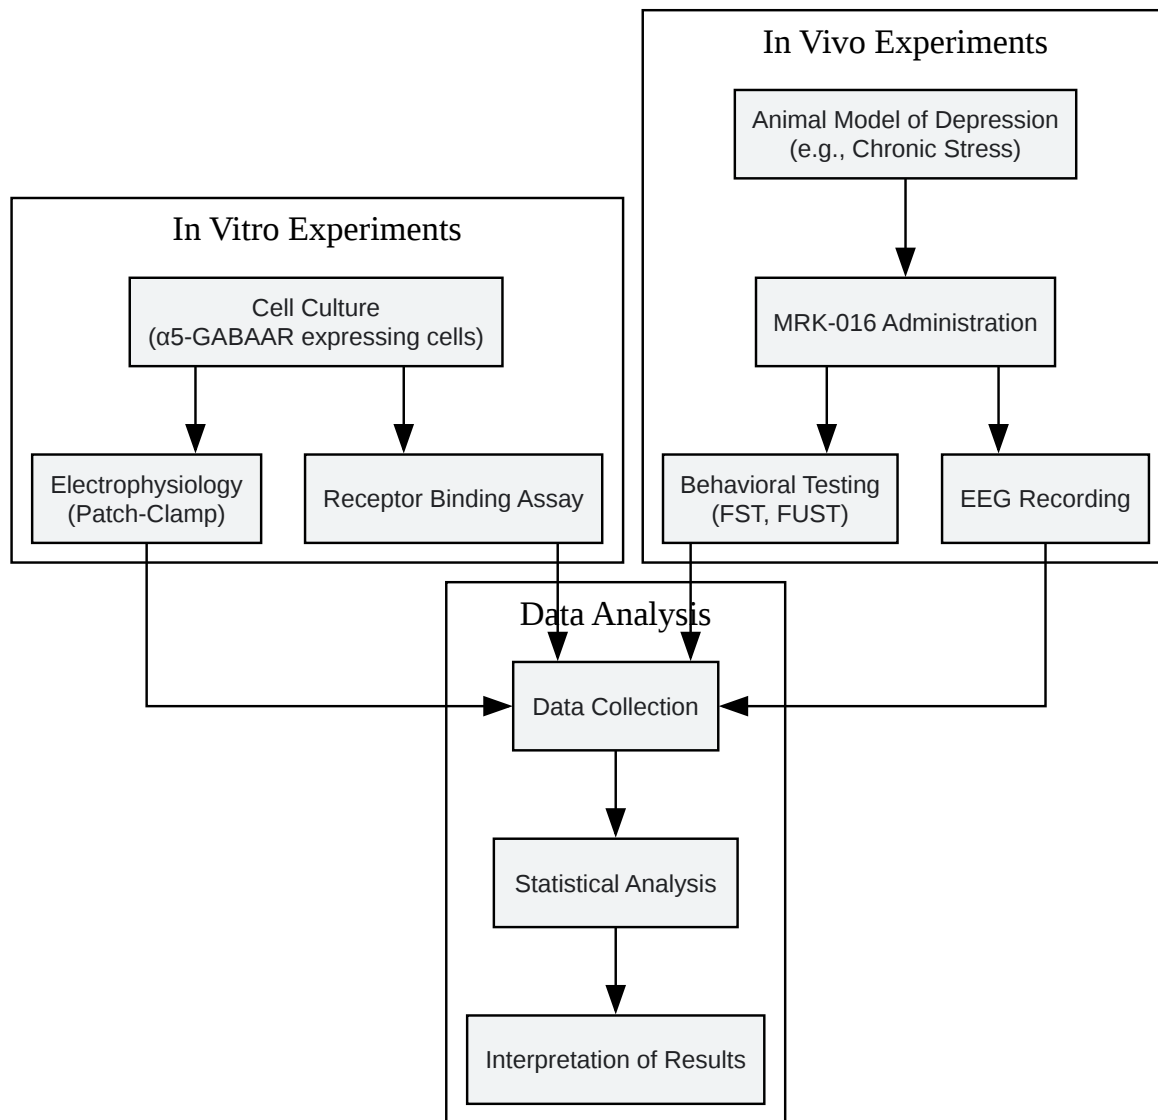 In Vivo Experiments
Animal Model of Depression
(e.g., Chronic Stress)
MRK-016 Administration
Behavioral Testing
(FST, FUST)
EEG Recording
In Vitro Experiments
Cell Culture
(α5-GABAAR expressing cells)
Electrophysiology
(Patch-Clamp)
Receptor Binding Assay
Data Analysis
Data Collection
Statistical Analysis
Interpretation of Results